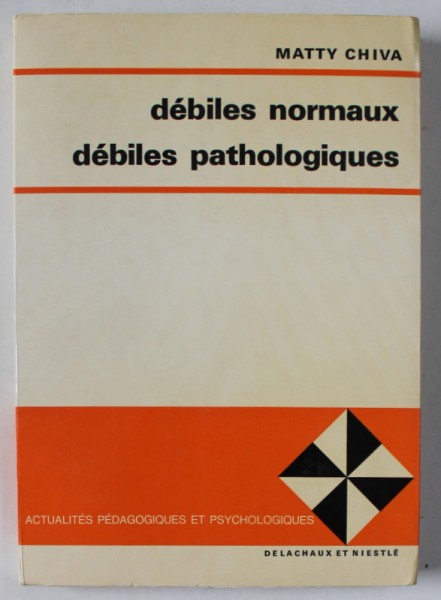 MATTY CHIVA
débiles normaux
débiles pathologiques
ACTUALITÉS PÉDAGOGIQUES ET PSYCHOLOGIQUES
DELACHAUX ET NIESTLÉ